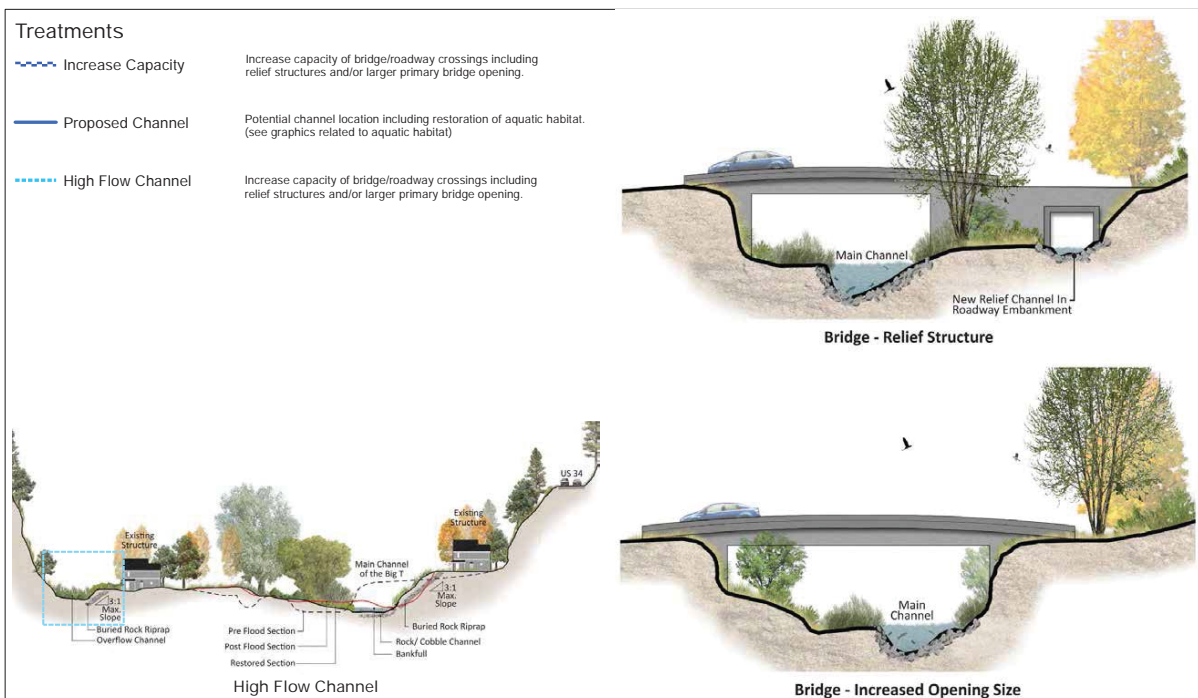 Treatments
Increase Capacity
Increase capacity of bridge/roadway crossings including
relief structures and/or larger primary bridge opening.
Proposed Channel
Potential channel location including restoration of aquatic habitat.
(see graphics related to aquatic habitat)
High Flow Channel
Increase capacity of bridge/roadway crossings including
relief structures and/or larger primary bridge opening.
US 34
Existing
Structure
Existing
Structure
Main Channel
of the Big T
3:1
Max.
Slope
3:1
Max.
Slope
Buried Rock Riprap
Overflow Channel
Pre Flood Section
Post Flood Section
Restored Section
Buried Rock Riprap
Rock/ Cobble Channel
Bankfull
High Flow Channel
Main Channel
New Relief Channel In
Roadway Embankment
Bridge - Relief Structure
Main
Channel
Bridge - Increased Opening Size